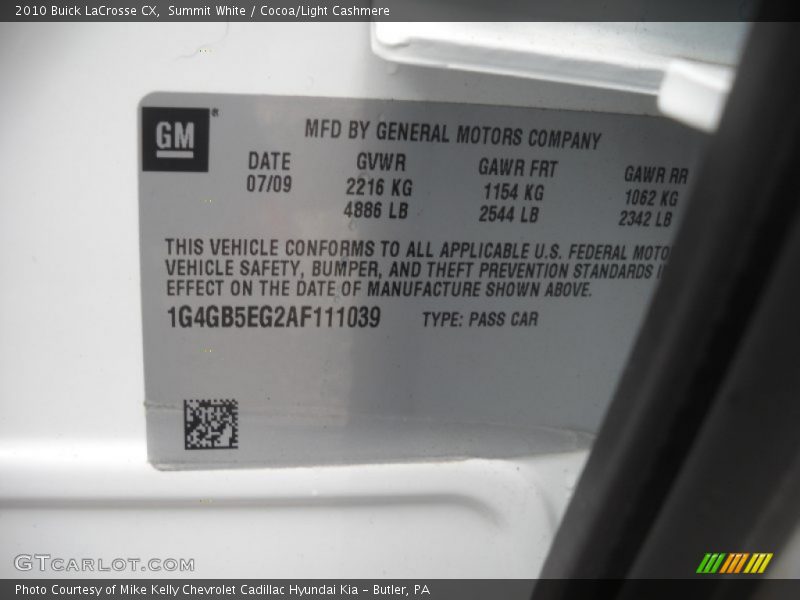 2010 Buick LaCrosse CX, Summit White / Cocoa/Light Cashmere
GM®
MFD BY GENERAL MOTORS COMPANY
DATE GVWR GAWR FRT GAWR RR
07/09 2216 KG 1154 KG 1062 KG
4886 LB 2544 LB 2342 LB
THIS VEHICLE CONFORMS TO ALL APPLICABLE U.S. FEDERAL MOTO
VEHICLE SAFETY, BUMPER, AND THEFT PREVENTION STANDARDS I
EFFECT ON THE DATE OF MANUFACTURE SHOWN ABOVE.
1G4GB5EG2AF111039 TYPE: PASS CAR
GTCARLOT.COM
Photo Courtesy of Mike Kelly Chevrolet Cadillac Hyundai Kia - Butler, PA